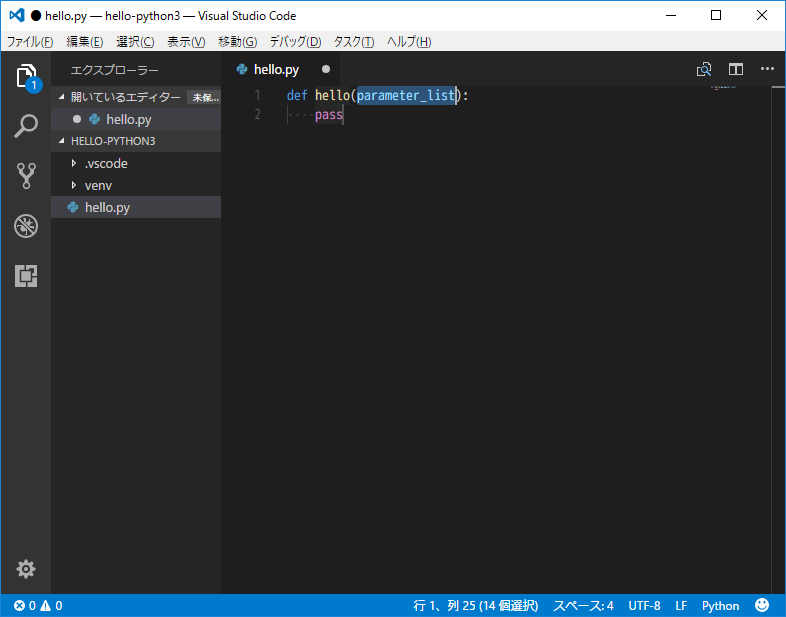 hello.py — hello-python3 — Visual Studio Code
ファイル(F) 編集(E) 選択(C) 表示(V) 移動(G) デバッグ(D) タスク(T) ヘルプ(H)
エクスプローラー
hello.py
1
開いているエディター 未保...
hello.py
HELLO-PYTHON3
.vscode
venv
hello.py
1 def hello(parameter_list):
2 pass
0 0
行 1、列 25 (14 個選択) スペース: 4 UTF-8 LF Python